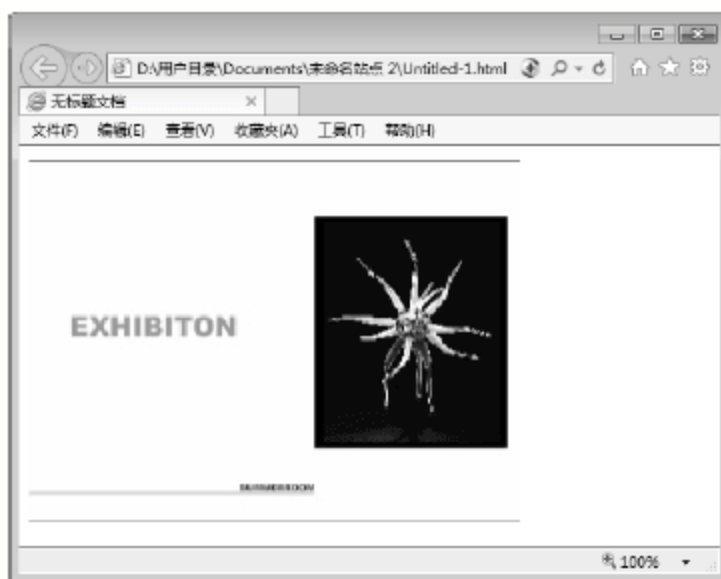 D:\用户目录\Documents\未命名站点 2\Untitled-1.html
无标题文档
文件(F) 编辑(E) 查看(V) 收藏夹(A) 工具(T) 帮助(H)
EXHIBITON
100%